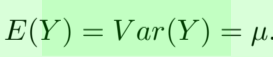 E(Y) = Var(Y) = μ.